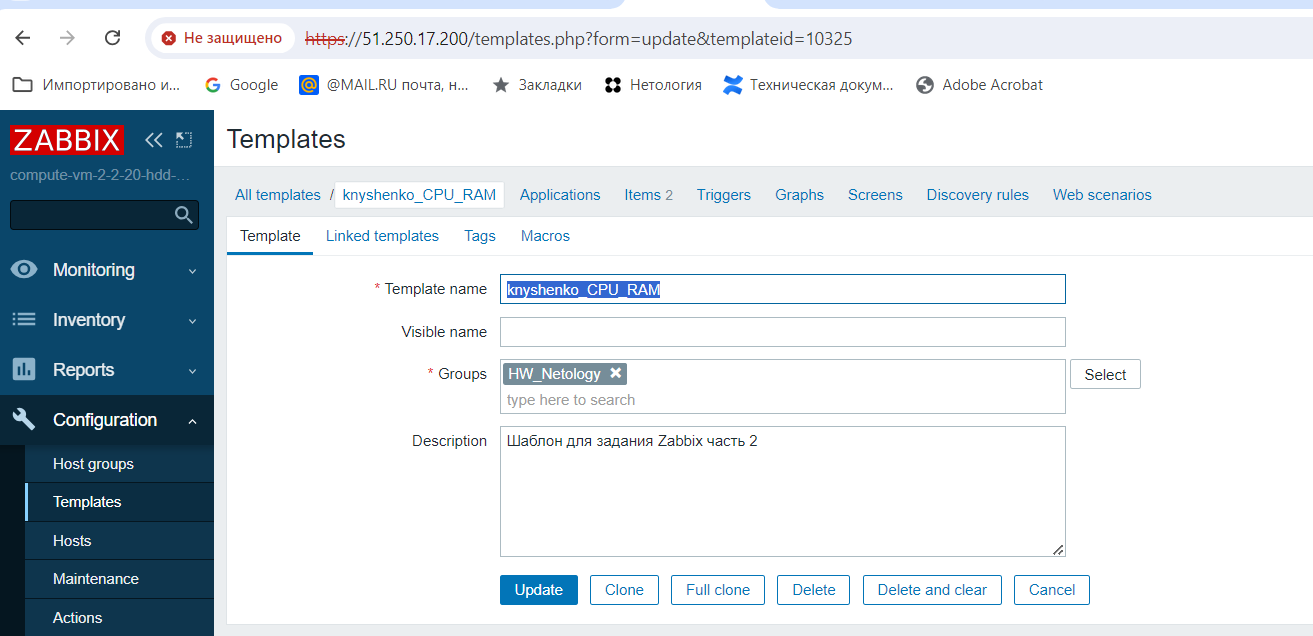 Не защищено https://51.250.17.200/templates.php?form=update&templateid=10325
Импортировано и... Google @MAIL.RU почта, н... Закладки Нетология Техническая докум... Adobe Acrobat
ZABBIX
compute-vm-2-2-20-hdd-...
Monitoring
Inventory
Reports
Configuration
Host groups
Templates
Hosts
Maintenance
Actions
Templates
All templates / knyshenko_CPU_RAM Applications Items 2 Triggers Graphs Screens Discovery rules Web scenarios
Template Linked templates Tags Macros
* Template name knyshenko_CPU_RAM
Visible name
* Groups HW_Netology Select
type here to search
Description Шаблон для задания Zabbix часть 2
Update Clone Full clone Delete Delete and clear Cancel